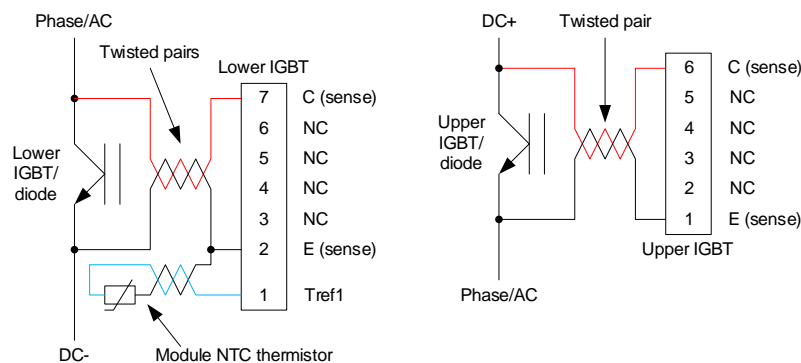 Phase/AC
Twisted pairs
Lower IGBT
7 C (sense)
6 NC
5 NC
4 NC
3 NC
2 E (sense)
1 Tref1
Lower
IGBT/
diode
DC-
Module NTC thermistor
DC+
Twisted pair
6 C (sense)
5 NC
4 NC
3 NC
2 NC
1 E (sense)
Upper
IGBT/
diode
Upper IGBT
Phase/AC